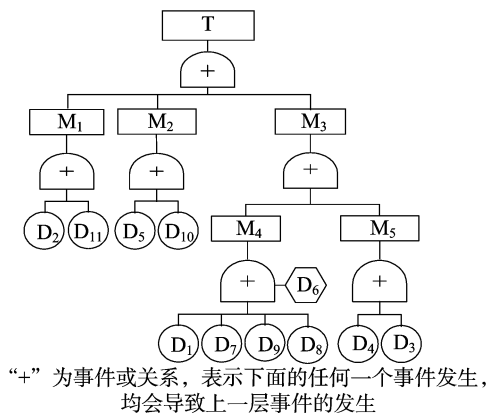 T
+
M₁ M₂ M₃
+ + +
D₂ D₁₁ D₅ D₁₀ M₄ M₅
+ D₆ +
D₁ D₇ D₉ D₈ D₄ D₃
“+”为事件或关系，表示下面的任何一个事件发生，
均会导致上一层事件的发生